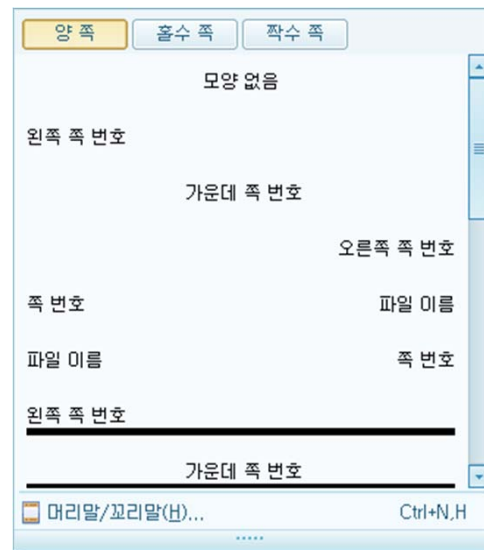 양 쪽 홀수 쪽 짝수 쪽
모양 없음
왼쪽 쪽 번호
가운데 쪽 번호
오른쪽 쪽 번호
쪽 번호 파일 이름
파일 이름 쪽 번호
왼쪽 쪽 번호
가운데 쪽 번호
머리말/꼬리말(H)... Ctrl+N,H